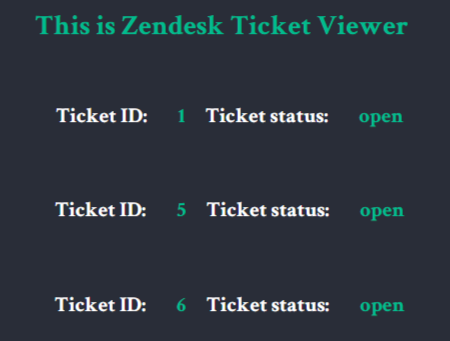 This is Zendesk Ticket Viewer
Ticket ID: 1 Ticket status: open
Ticket ID: 5 Ticket status: open
Ticket ID: 6 Ticket status: open